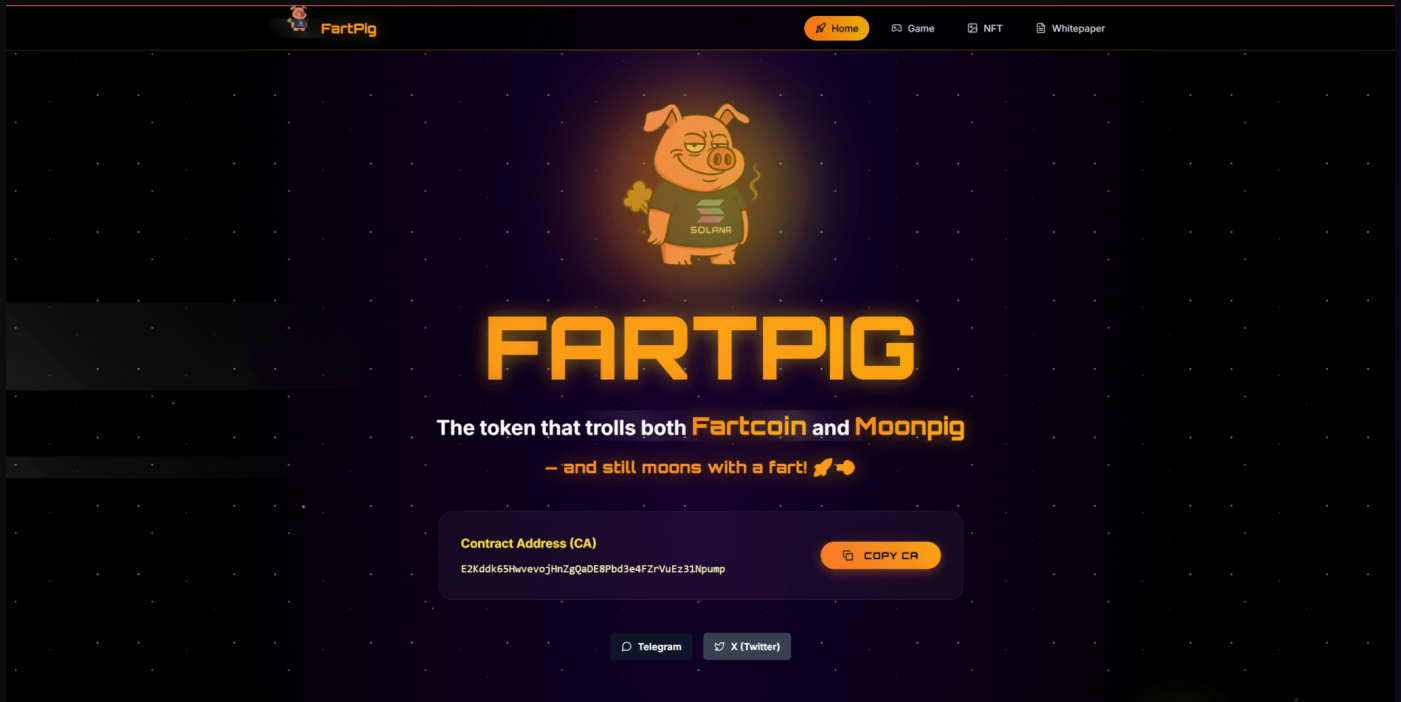 FartPig
Home
Game
NFT
Whitepaper
SOLANA
FARTPIG
The token that trolls both Fartcoin and Moonpig
— and still moons with a fart! 🚀💨
Contract Address (CA)
E2Kddk65HwvevojHnZgQaDE8Pbd3e4FZrVuEz31Npump
COPY CA
Telegram
X (Twitter)